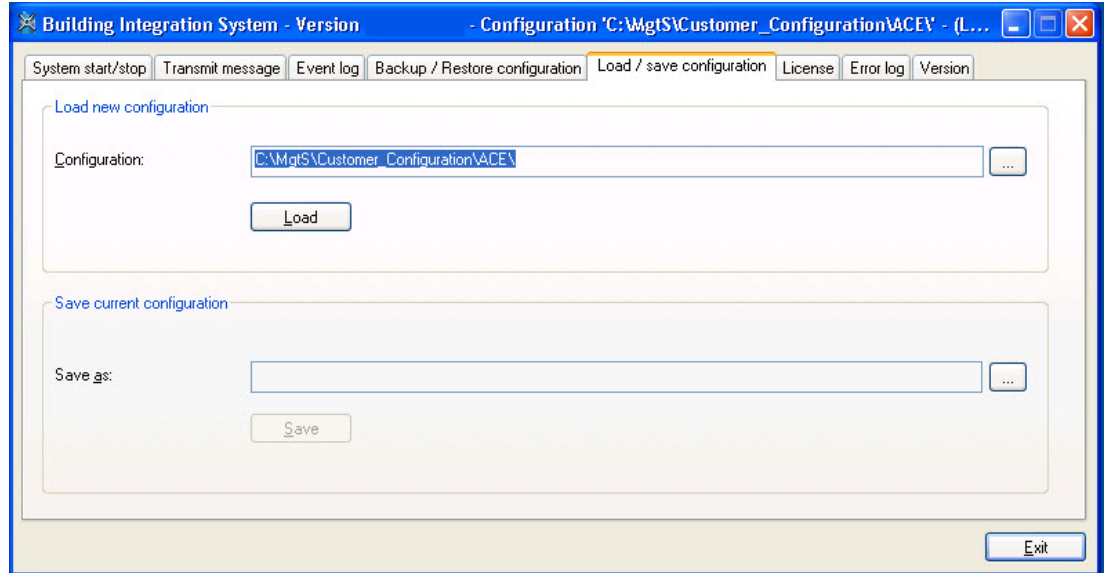 Building Integration System - Version - Configuration 'C:\MgtS\Customer_Configuration\ACE\' - (L...
System start/stop Transmit message Event log Backup / Restore configuration Load / save configuration License Error log Version
Load new configuration
Configuration: C:\MgtS\Customer_Configuration\ACE\ ...
Load
Save current configuration
Save as: ...
Save
Exit